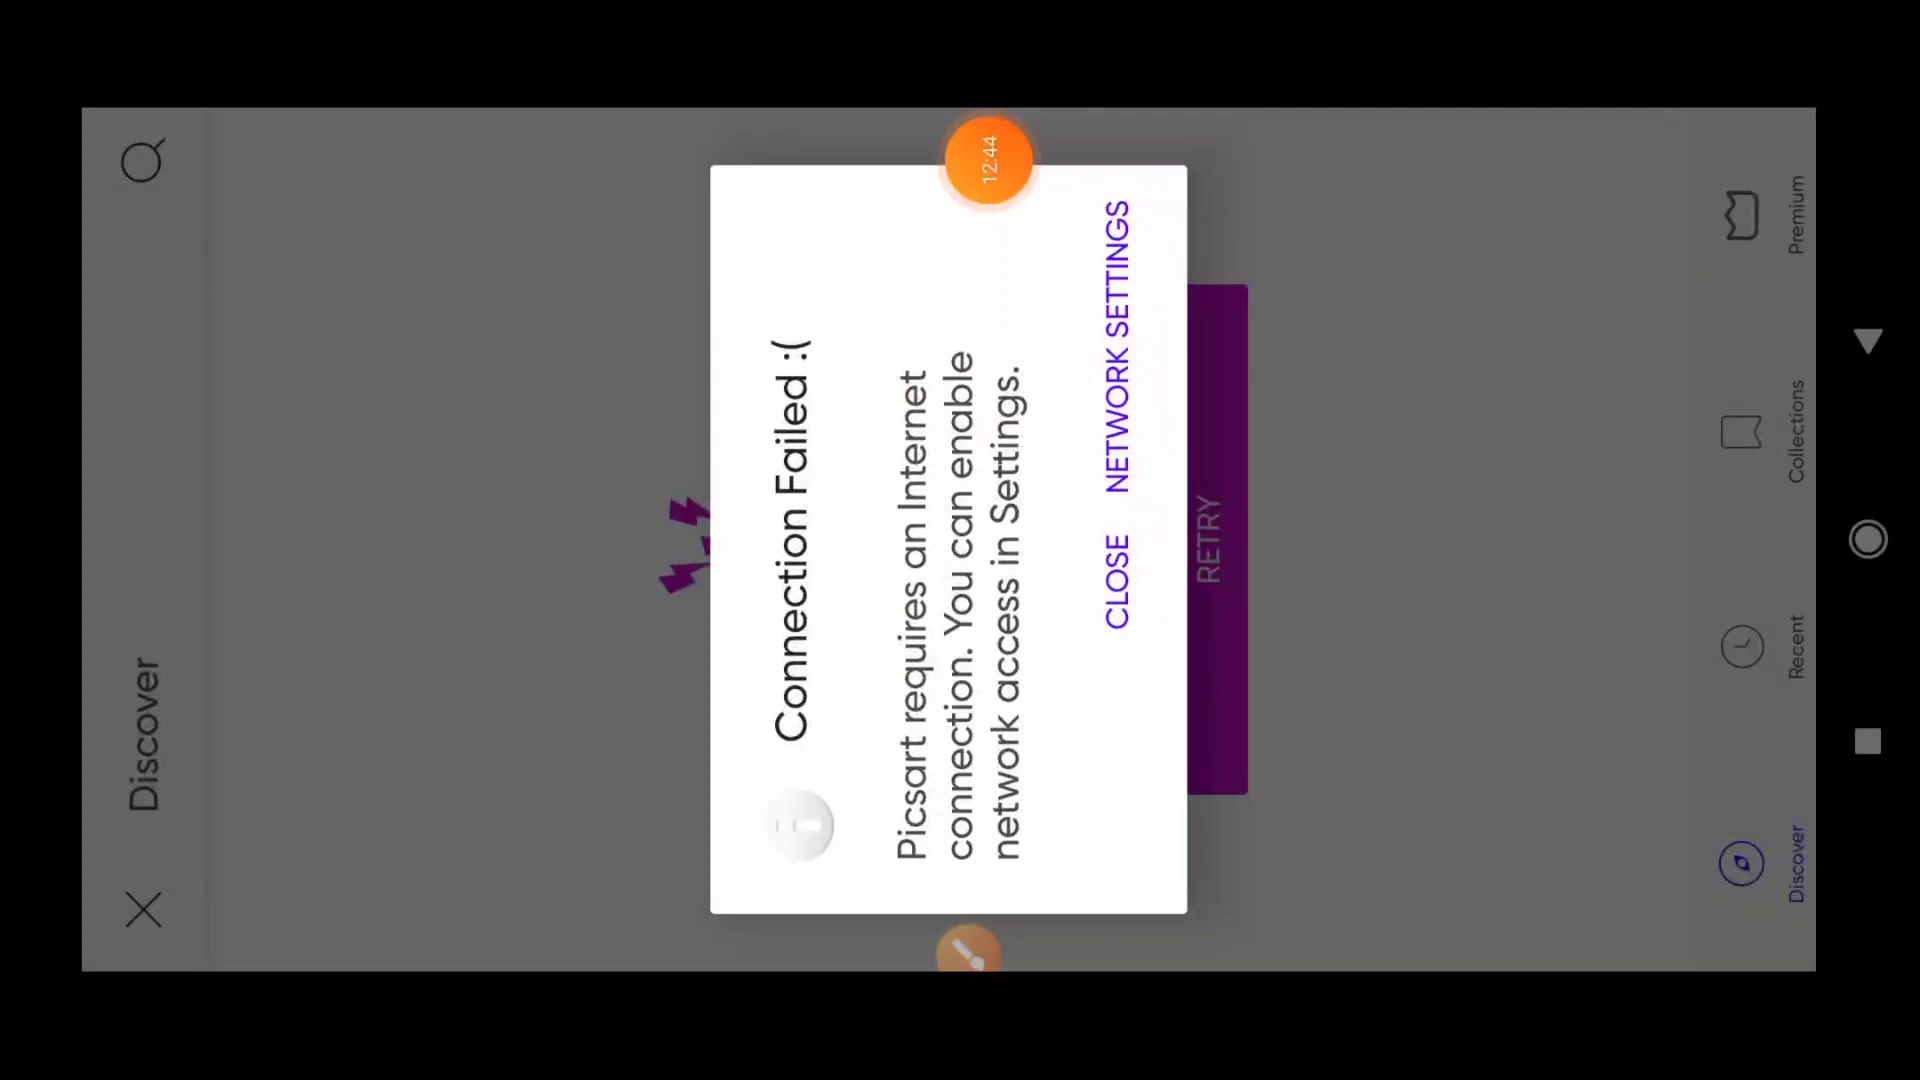 Discover
12:44
Connection Failed :(
Picsart requires an Internet
connection. You can enable
network access in Settings.
CLOSE NETWORK SETTINGS
RETRY
Discover
Recent
Collections
Premium